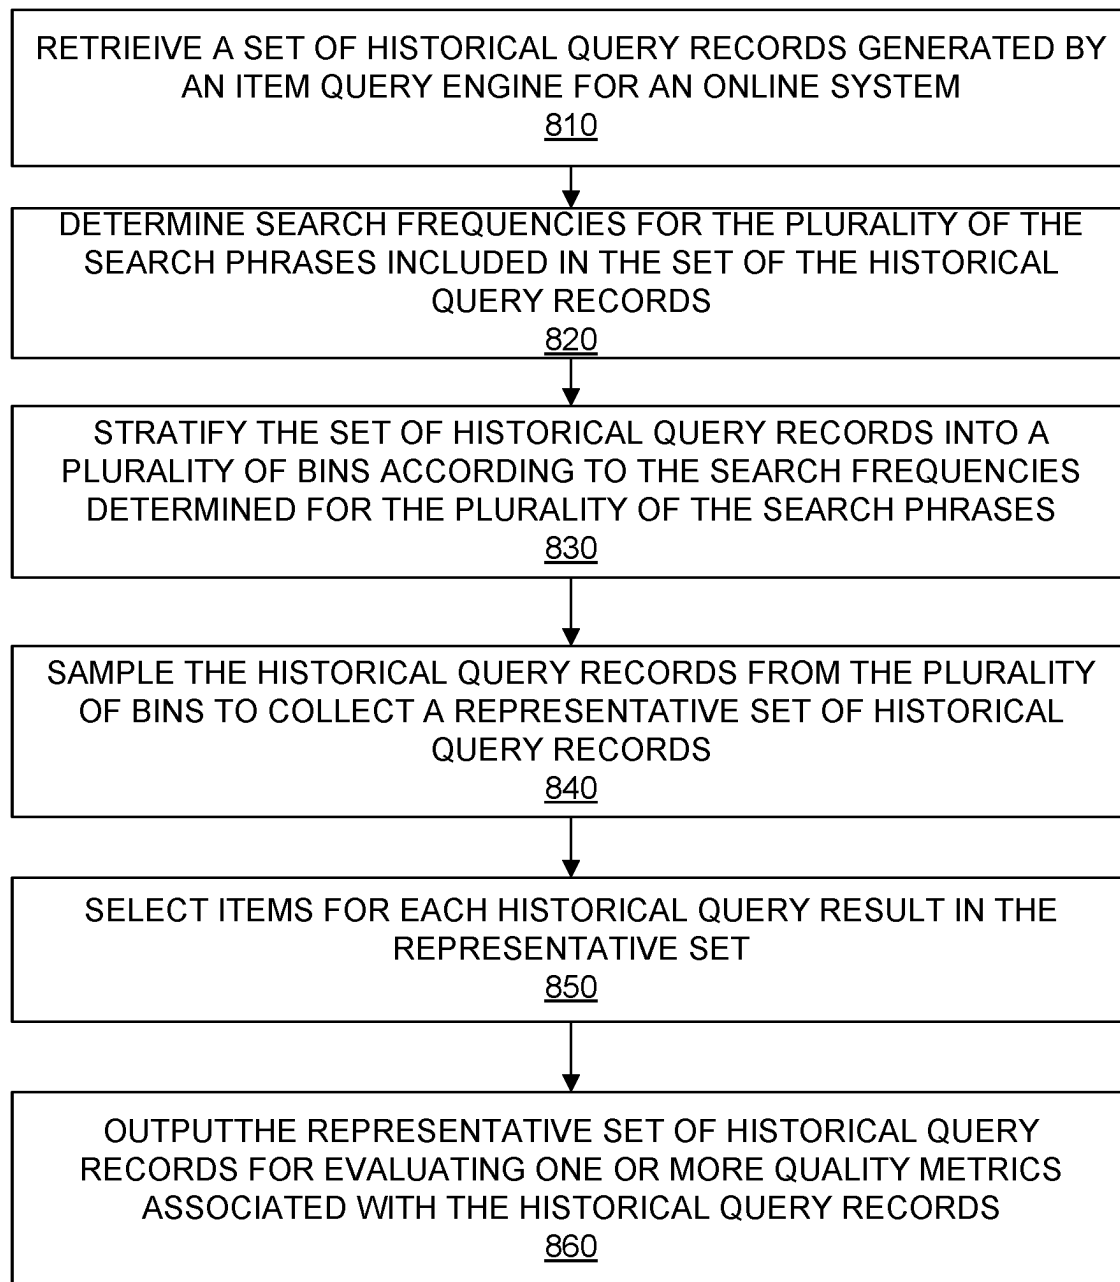 RETRIEIVE A SET OF HISTORICAL QUERY RECORDS GENERATED BY
AN ITEM QUERY ENGINE FOR AN ONLINE SYSTEM
810
DETERMINE SEARCH FREQUENCIES FOR THE PLURALITY OF THE
SEARCH PHRASES INCLUDED IN THE SET OF THE HISTORICAL
QUERY RECORDS
820
STRATIFY THE SET OF HISTORICAL QUERY RECORDS INTO A
PLURALITY OF BINS ACCORDING TO THE SEARCH FREQUENCIES
DETERMINED FOR THE PLURALITY OF THE SEARCH PHRASES
830
SAMPLE THE HISTORICAL QUERY RECORDS FROM THE PLURALITY
OF BINS TO COLLECT A REPRESENTATIVE SET OF HISTORICAL
QUERY RECORDS
840
SELECT ITEMS FOR EACH HISTORICAL QUERY RESULT IN THE
REPRESENTATIVE SET
850
OUTPUTTHE REPRESENTATIVE SET OF HISTORICAL QUERY
RECORDS FOR EVALUATING ONE OR MORE QUALITY METRICS
ASSOCIATED WITH THE HISTORICAL QUERY RECORDS
860